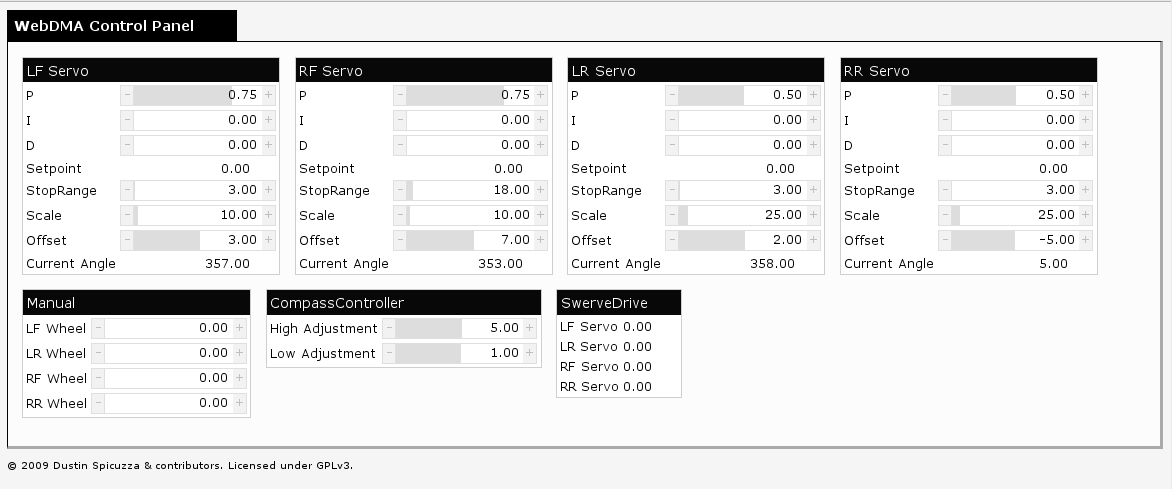 WebDMA Control Panel
LF Servo
P - 0.75 +
I - 0.00 +
D - 0.00 +
Setpoint 0.00
StopRange - 3.00 +
Scale - 10.00 +
Offset - 3.00 +
Current Angle 357.00
RF Servo
P - 0.75 +
I - 0.00 +
D - 0.00 +
Setpoint 0.00
StopRange - 18.00 +
Scale - 10.00 +
Offset - 7.00 +
Current Angle 353.00
LR Servo
P - 0.50 +
I - 0.00 +
D - 0.00 +
Setpoint 0.00
StopRange - 3.00 +
Scale - 25.00 +
Offset - 2.00 +
Current Angle 358.00
RR Servo
P - 0.50 +
I - 0.00 +
D - 0.00 +
Setpoint 0.00
StopRange - 3.00 +
Scale - 25.00 +
Offset - -5.00 +
Current Angle 5.00
Manual
LF Wheel - 0.00 +
LR Wheel - 0.00 +
RF Wheel - 0.00 +
RR Wheel - 0.00 +
CompassController
High Adjustment - 5.00 +
Low Adjustment - 1.00 +
SwerveDrive
LF Servo 0.00
LR Servo 0.00
RF Servo 0.00
RR Servo 0.00
© 2009 Dustin Spicuzza & contributors. Licensed under GPLv3.